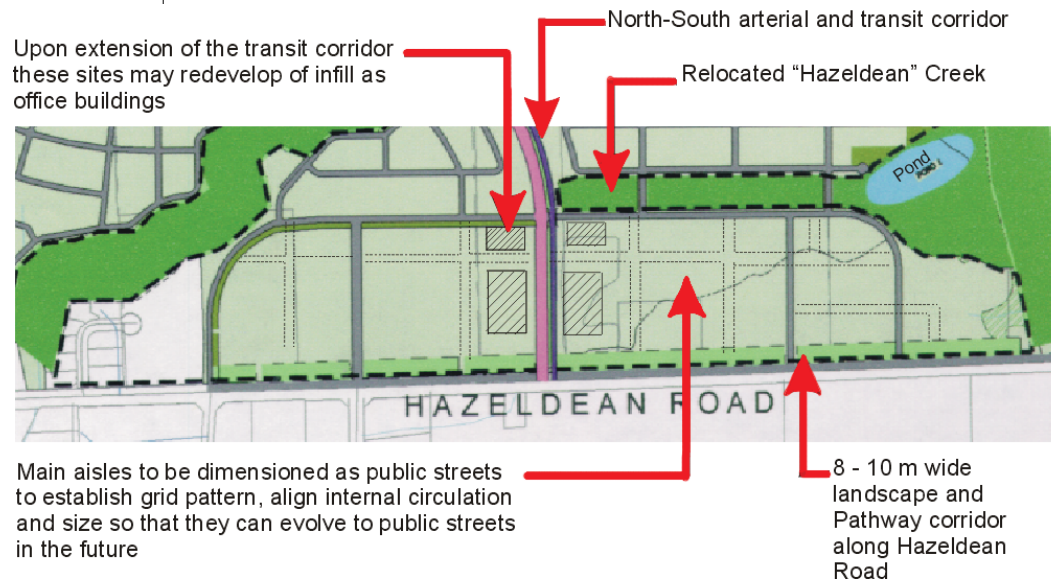 North-South arterial and transit corridor
Upon extension of the transit corridor
these sites may redevelop of infill as
office buildings
Relocated “Hazeldean” Creek
Pond
HAZELDEAN ROAD
Main aisles to be dimensioned as public streets
to establish grid pattern, align internal circulation
and size so that they can evolve to public streets
in the future
8 - 10 m wide
landscape and
Pathway corridor
along Hazeldean
Road